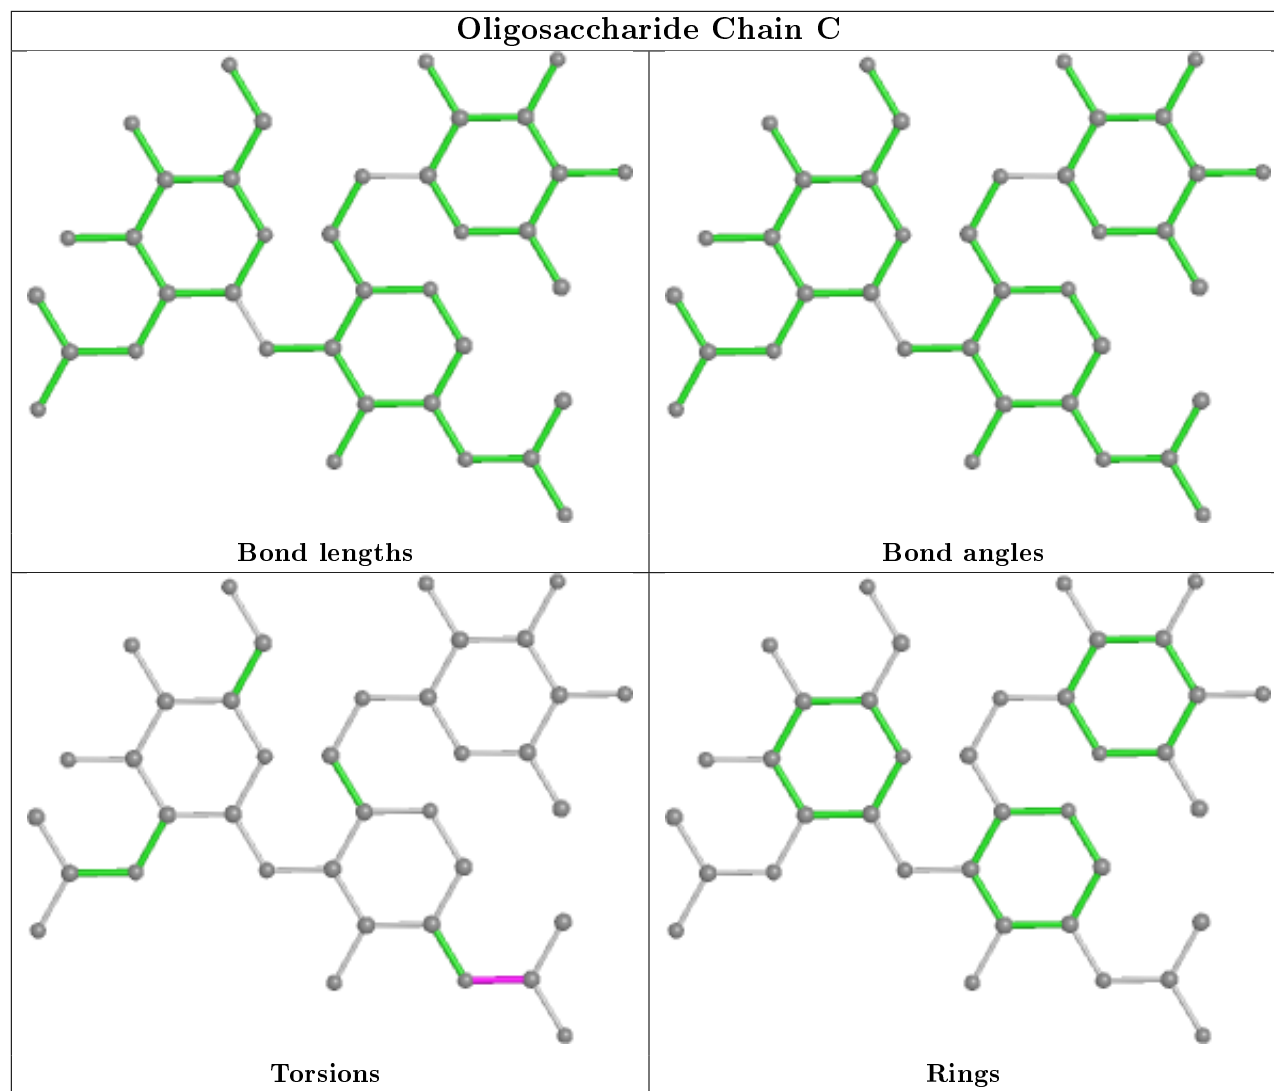 Oligosaccharide Chain C
Bond lengths
Bond angles
Torsions
Rings